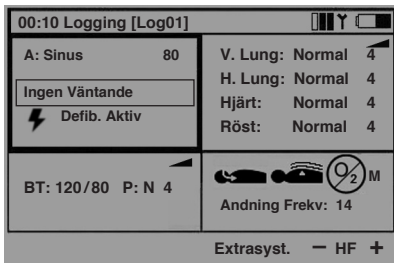 00:10 Logging [Log01]
A: Sinus 80
Ingen Väntande
Defib. Aktiv
V. Lung: Normal 4
H. Lung: Normal 4
Hjärt: Normal 4
Röst: Normal 4
BT: 120/80 P: N 4
O2 M
Andning Frekv: 14
Extrasyst. − HF +